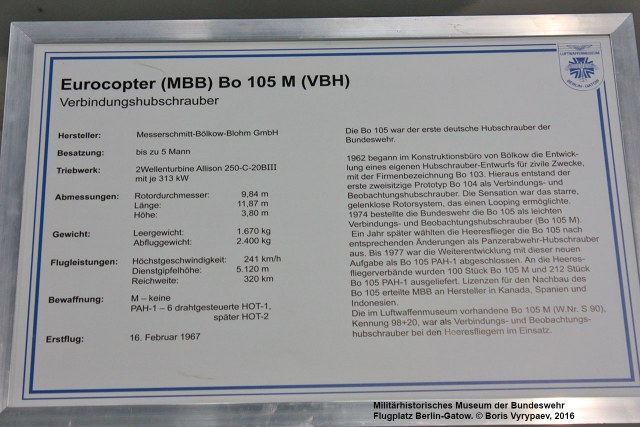 LUFTWAFFENMUSEUM
BERLIN - GATOW
Eurocopter (MBB) Bo 105 M (VBH)
Verbindungshubschrauber
Hersteller: Messerschmitt-Bölkow-Blohm GmbH
Besatzung: bis zu 5 Mann
Triebwerk: 2Wellenturbine Allison 250-C-20BIII
mit je 313 kW
Abmessungen: Rotordurchmesser: 9,84 m
Länge: 11,87 m
Höhe: 3,80 m
Gewicht: Leergewicht: 1.670 kg
Abfluggewicht: 2.400 kg
Flugleistungen: Höchstgeschwindigkeit: 241 km/h
Dienstgipfelhöhe: 5.120 m
Reichweite: 320 km
Bewaffnung: M – keine
PAH-1 – 6 drahtgesteuerte HOT-1,
später HOT-2
Erstflug: 16. Februar 1967
Die Bo 105 war der erste deutsche Hubschrauber der
Bundeswehr.
1962 begann im Konstruktionsbüro von Bölkow die Entwick-
lung eines eigenen Hubschrauber-Entwurfs für zivile Zwecke,
mit der Firmenbezeichnung Bo 103. Hieraus entstand der
erste zweisitzige Prototyp Bo 104 als Verbindungs- und
Beobachtungshubschrauber. Die Sensation war das starre,
gelenklose Rotorsystem, das einen Looping ermöglichte.
1974 bestellte die Bundeswehr die Bo 105 als leichten
Verbindungs- und Beobachtungshubschrauber (Bo 105 M).
Ein Jahr später wählten die Heeresflieger die Bo 105 nach
entsprechenden Änderungen als Panzerabwehr-Hubschrauber
aus. Bis 1977 war die Weiterentwicklung mit dieser neuen
Aufgabe als Bo 105 PAH-1 abgeschlossen. An die Heeres-
fliegerverbände wurden 100 Stück Bo 105 M und 212 Stück
Bo 105 PAH-1 ausgeliefert. Lizenzen für den Nachbau des
Bo 105 erteilte MBB an Hersteller in Kanada, Spanien und
Indonesien.
Die im Luftwaffenmuseum vorhandene Bo 105 M (W.Nr. S 90),
Kennung 98+20, war als Verbindungs- und Beobachtungs-
hubschrauber bei den Heeresfliegern im Einsatz.
Militärhistorisches Museum der Bundeswehr
Flugplatz Berlin-Gatow. © Boris Vyrypaev, 2016